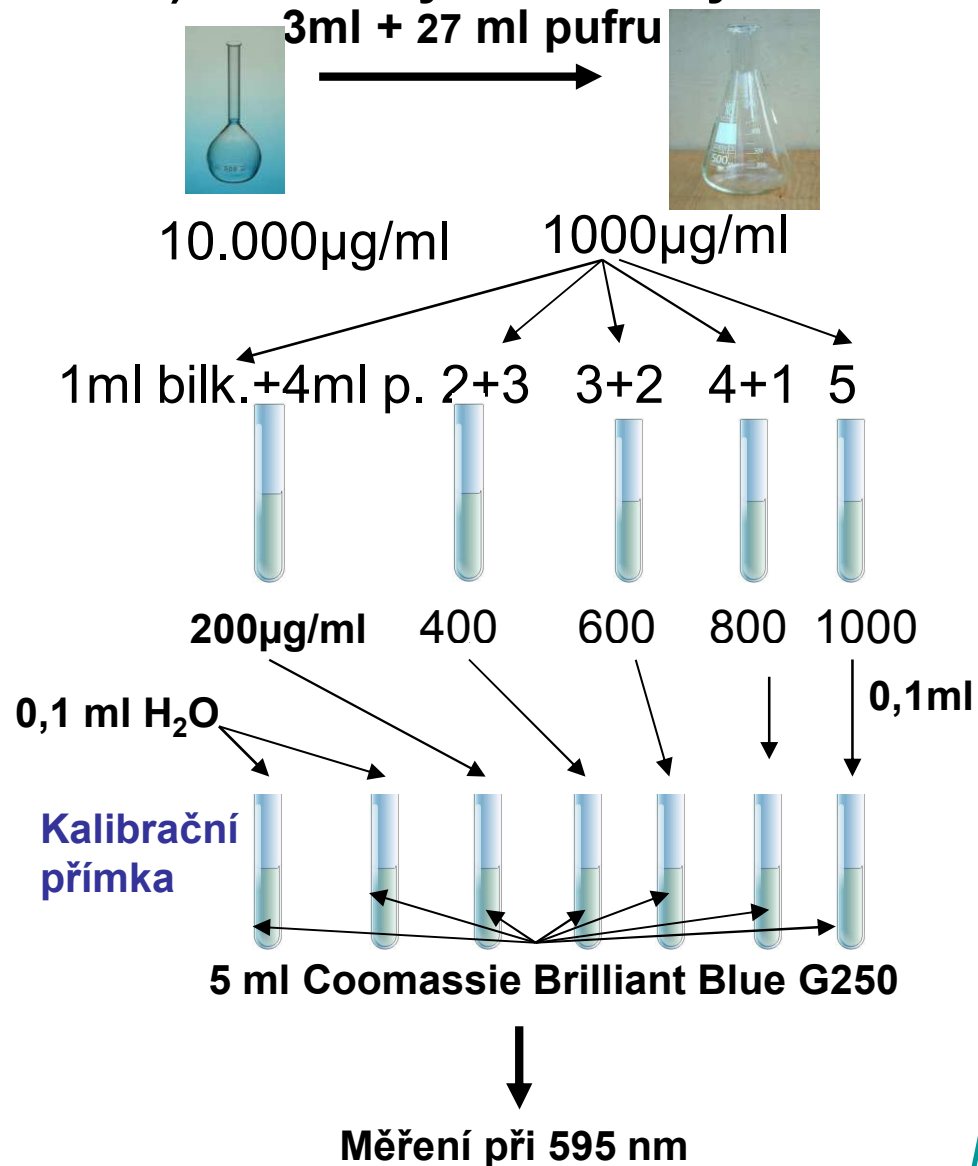 3ml + 27 ml pufru
10.000µg/ml 1000µg/ml
1ml bilk.+4ml p. 2+3 3+2 4+1 5
200µg/ml 400 600 800 1000
0,1 ml H₂O 0,1ml
Kalibrační
přímka
5 ml Coomassie Brilliant Blue G250
Měření při 595 nm